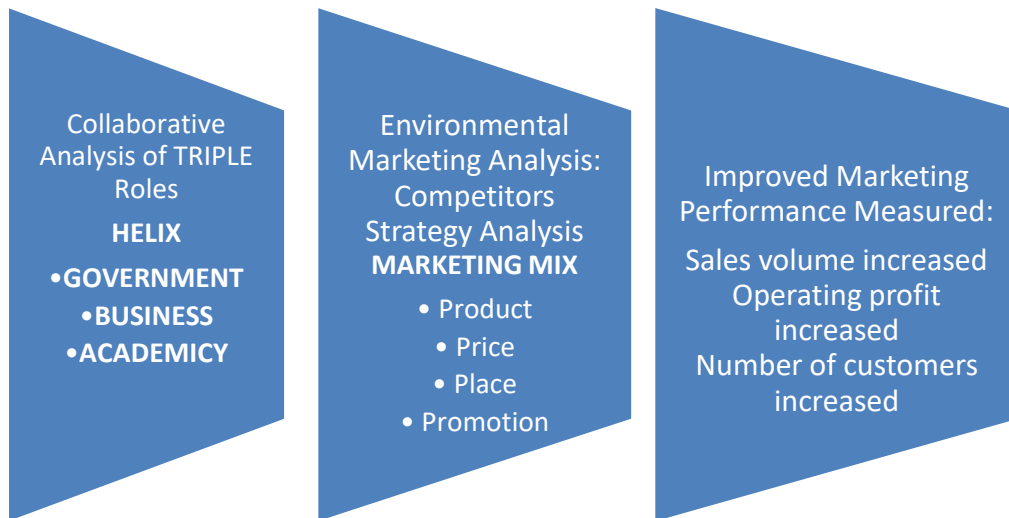 Collaborative
Analysis of TRIPLE
Roles
HELIX
•GOVERNMENT
•BUSINESS
•ACADEMICY
Environmental
Marketing Analysis:
Competitors
Strategy Analysis
MARKETING MIX
• Product
• Price
• Place
• Promotion
Improved Marketing
Performance Measured:
Sales volume increased
Operating profit
increased
Number of customers
increased